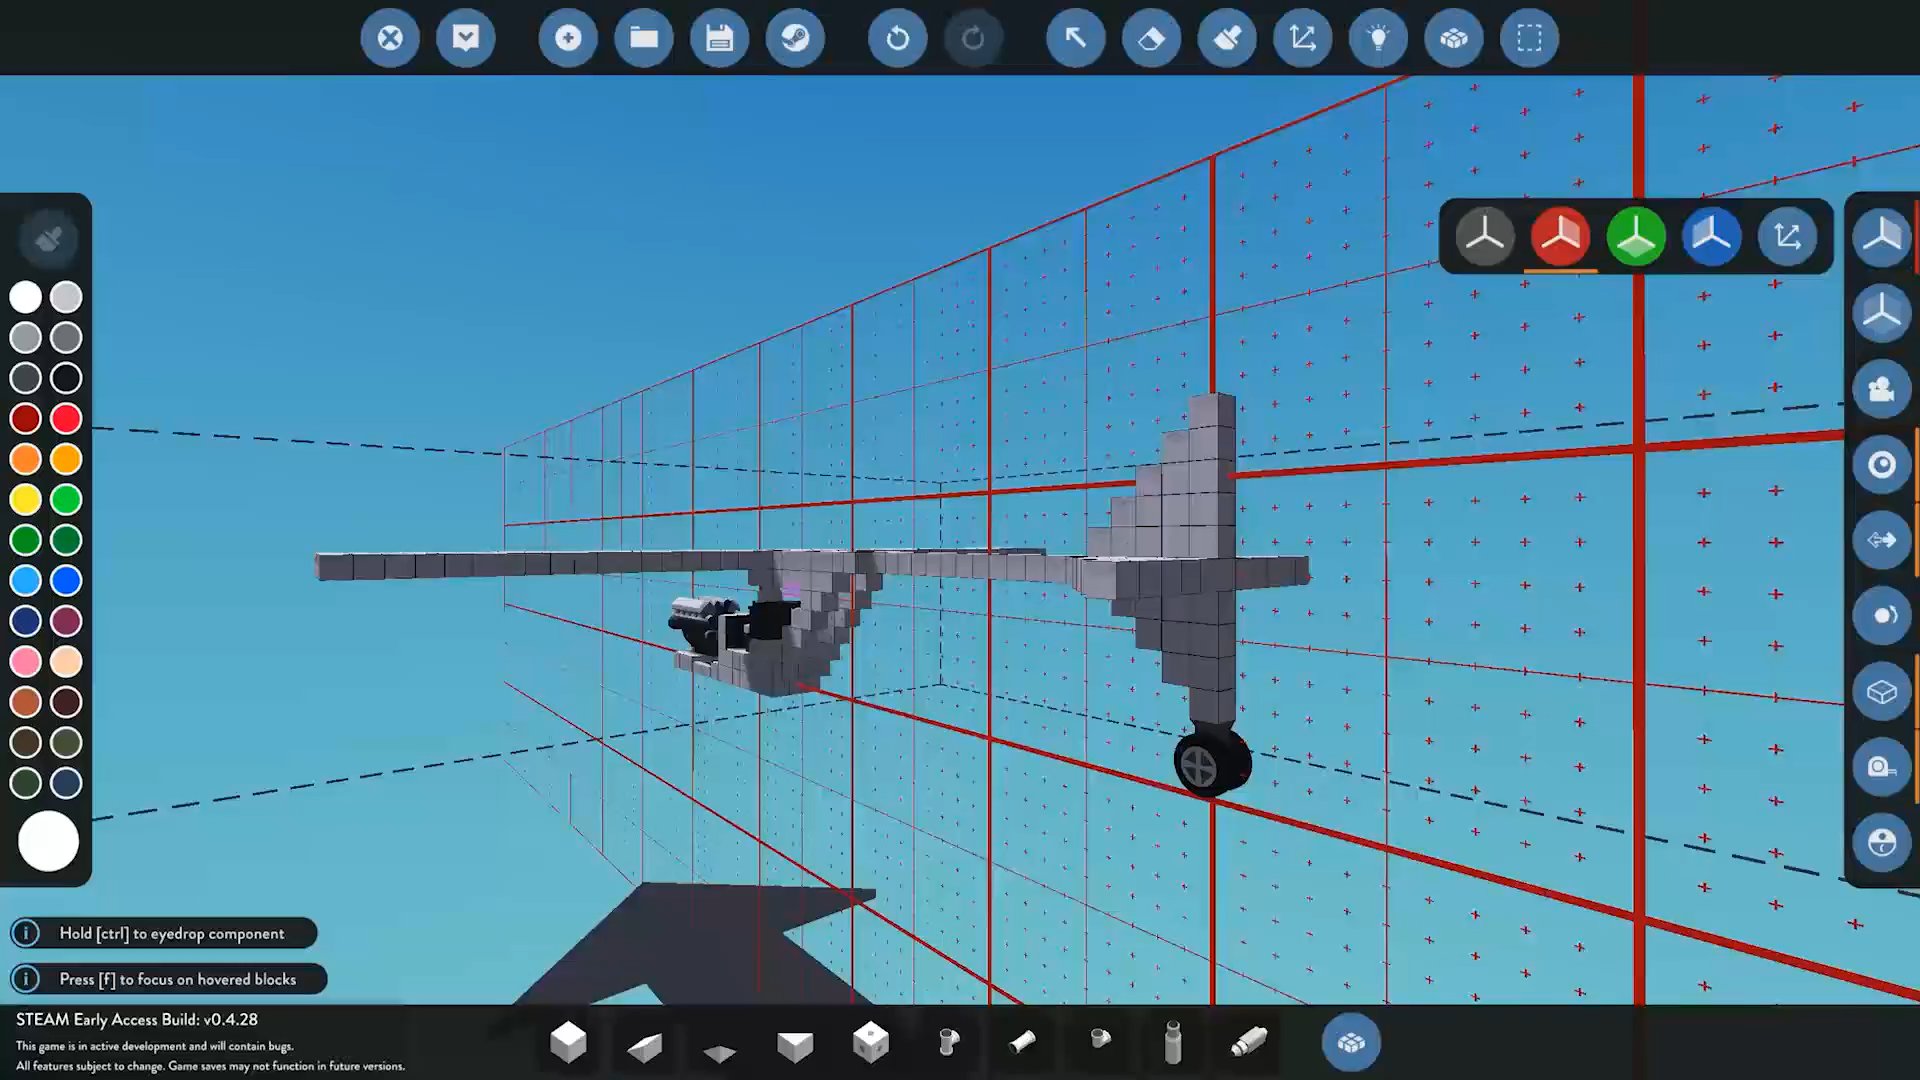 Hold [ctrl] to eyedrop component
Press [f] to focus on hovered blocks
STEAM Early Access Build: v0.4.28
This game is in active development and will contain bugs.
All features subject to change. Game saves may not function in future versions.